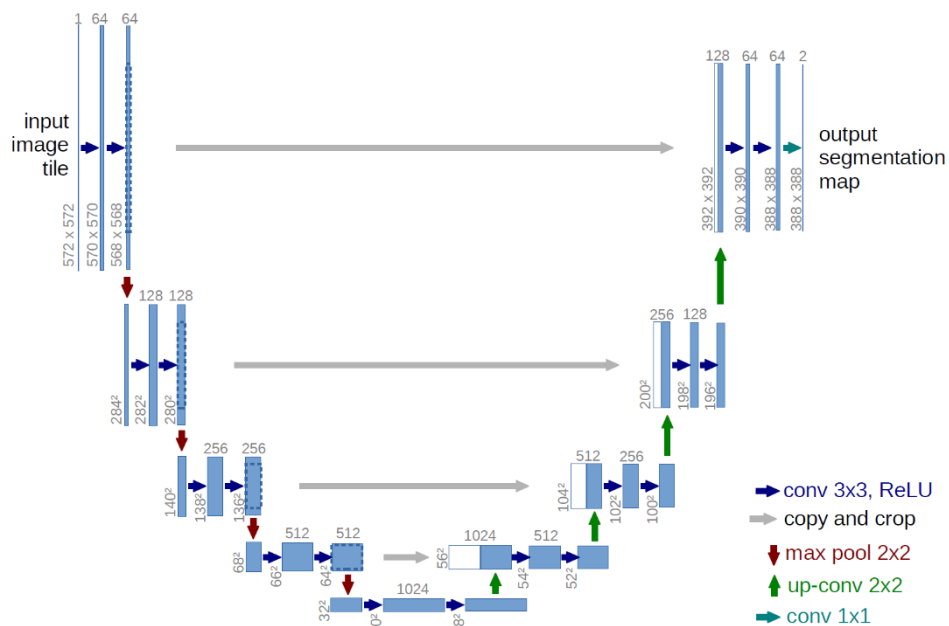 1 64 64
input
image
tile
572 x 572
570 x 570
568 x 568
128 64 64 2
output
segmentation
map
392 x 392
390 x 390
388 x 388
388 x 388
128 128
284²
282²
280²
256 128
200²
198²
196²
256 256
140²
138²
136²
512 256
104²
102²
100²
512 512
68²
66²
64²
1024 512
56²
54²
52²
1024
32²
0²
8²
conv 3x3, ReLU
copy and crop
max pool 2x2
up-conv 2x2
conv 1x1